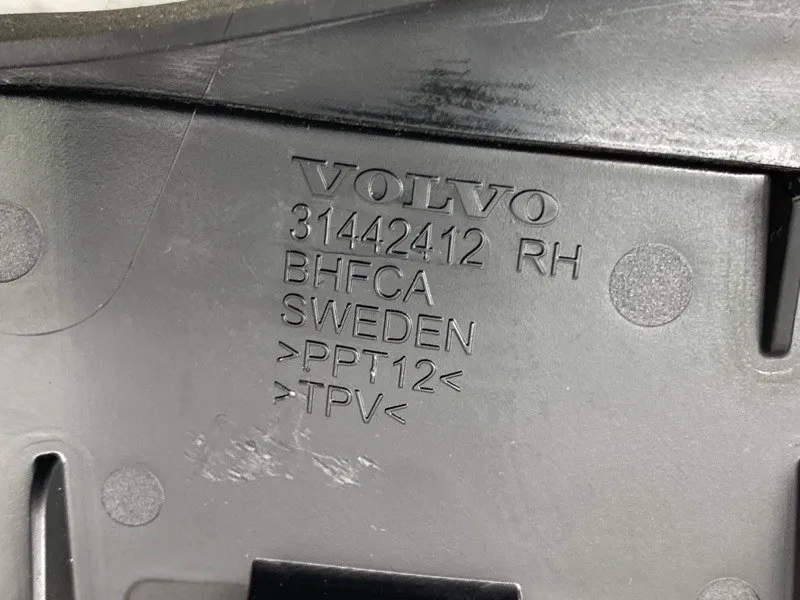 VOLVO
31442412 RH
BHFCA
SWEDEN
>PPT12<
>TPV<